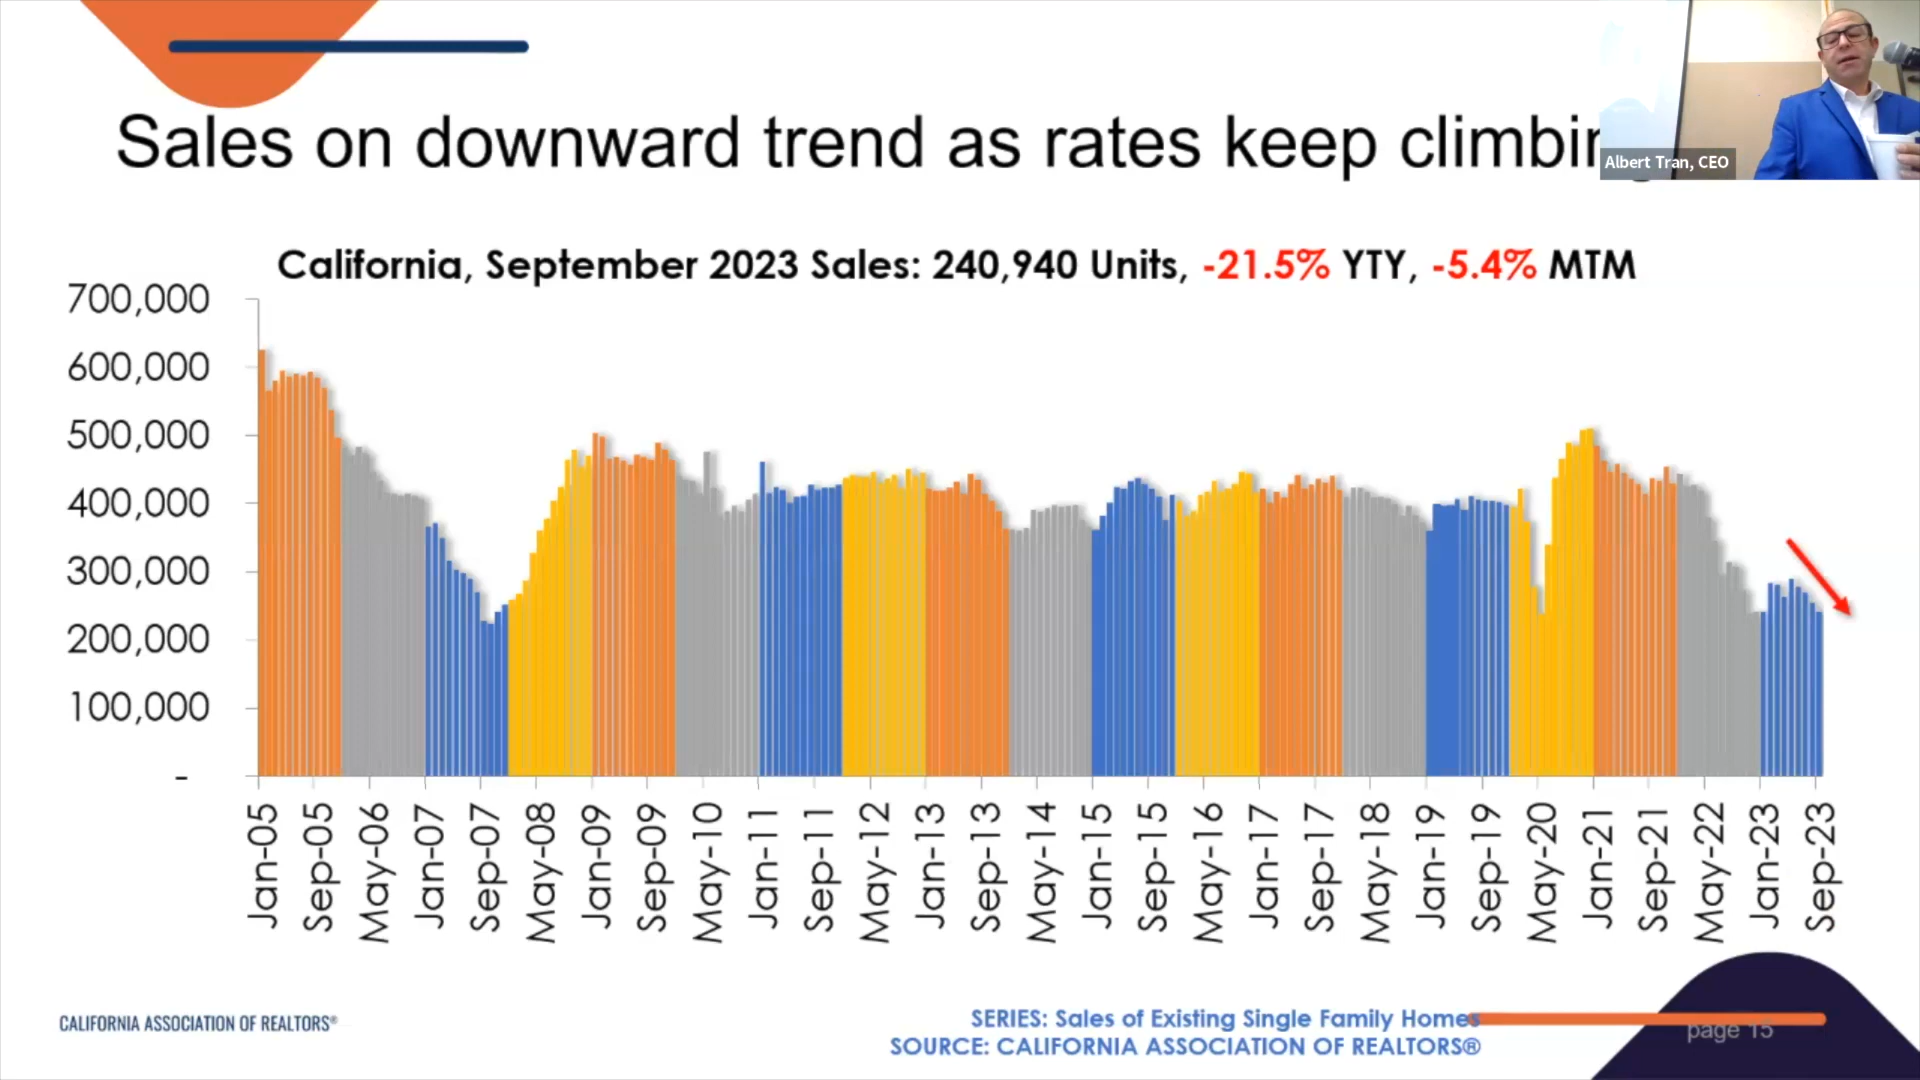 Sales on downward trend as rates keep climbin
Albert Tran, CEO
California, September 2023 Sales: 240,940 Units, -21.5% YTY, -5.4% MTM
700,000
600,000
500,000
400,000
300,000
200,000
100,000
-
Jan-05
Sep-05
May-06
Jan-07
Sep-07
May-08
Jan-09
Sep-09
May-10
Jan-11
Sep-11
May-12
Jan-13
Sep-13
May-14
Jan-15
Sep-15
May-16
Jan-17
Sep-17
May-18
Jan-19
Sep-19
May-20
Jan-21
Sep-21
May-22
Jan-23
Sep-23
CALIFORNIA ASSOCIATION OF REALTORS®
SERIES: Sales of Existing Single Family Homes
SOURCE: CALIFORNIA ASSOCIATION OF REALTORS®
page 15